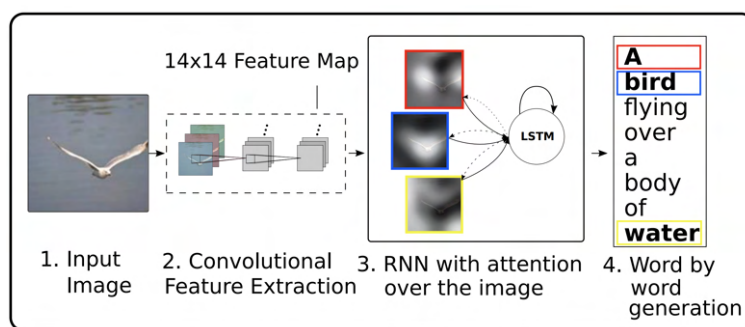 14x14 Feature Map
LSTM
A
bird
flying
over
a
body
of
water
1. Input
Image
2. Convolutional
Feature Extraction
3. RNN with attention
over the image
4. Word by
word
generation